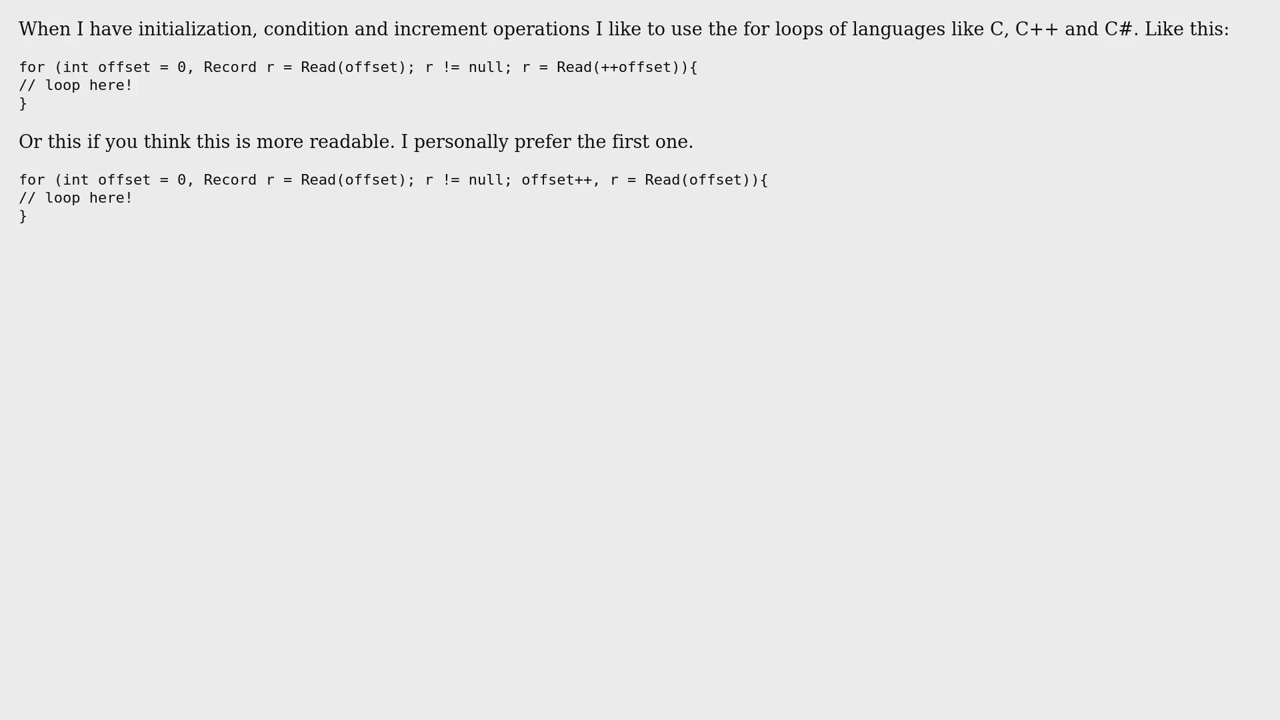 When I have initialization, condition and increment operations I like to use the for loops of languages like C, C++ and C#. Like this:
for (int offset = 0, Record r = Read(offset); r != null; r = Read(++offset)){
// loop here!
}
Or this if you think this is more readable. I personally prefer the first one.
for (int offset = 0, Record r = Read(offset); r != null; offset++, r = Read(offset)){
// loop here!
}